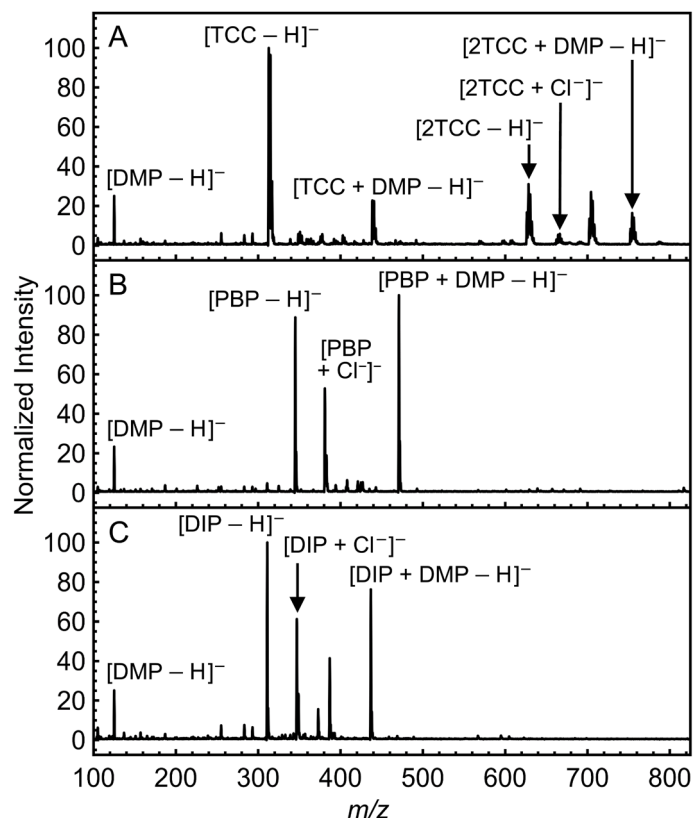 Normalized Intensity
A
[TCC – H]⁻
[2TCC + DMP – H]⁻
[2TCC + Cl⁻]⁻
[2TCC – H]⁻
[DMP – H]⁻
[TCC + DMP – H]⁻
100
80
60
40
20
0
B
[PBP – H]⁻
[PBP + DMP – H]⁻
[PBP
+ Cl⁻]⁻
[DMP – H]⁻
100
80
60
40
20
0
C
[DIP – H]⁻
[DIP + Cl⁻]⁻
[DIP + DMP – H]⁻
[DMP – H]⁻
100
80
60
40
20
0
100 200 300 400 500 600 700 800
m/z